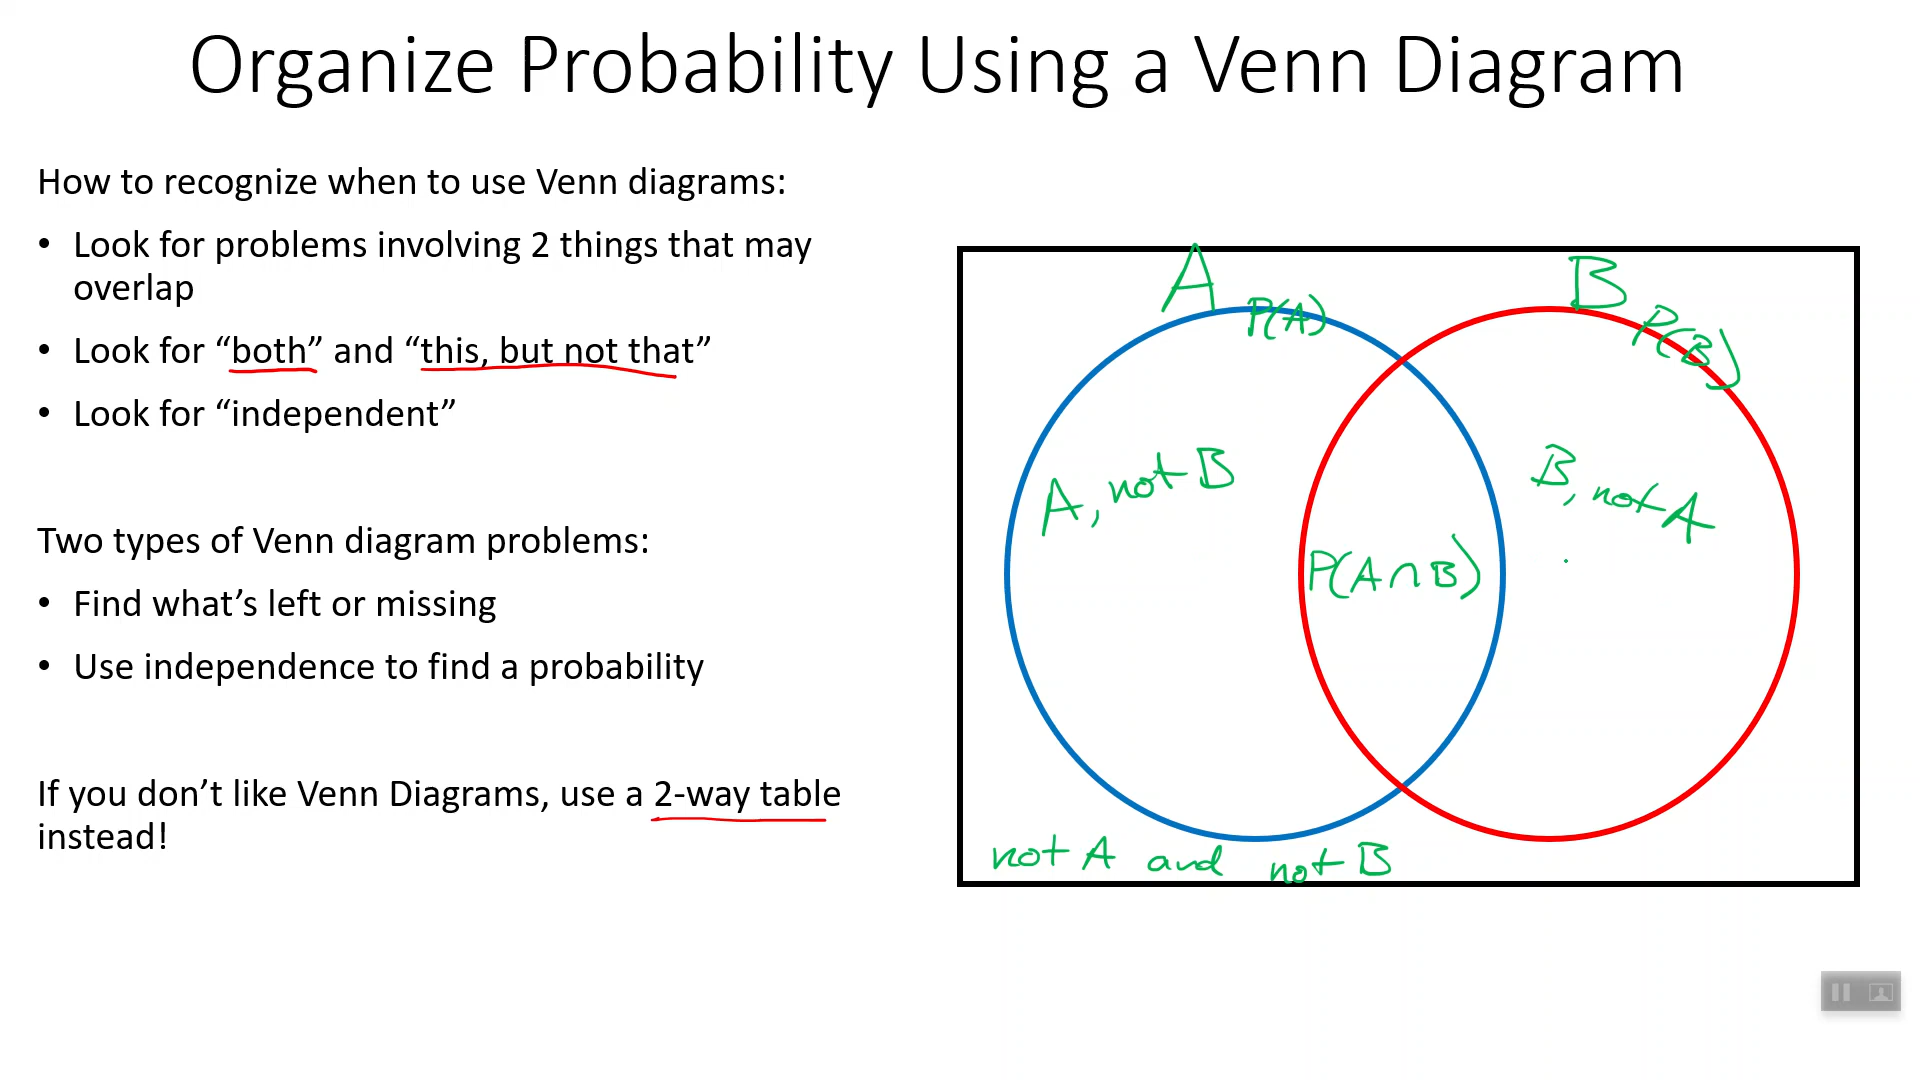 Organize Probability Using a Venn Diagram
How to recognize when to use Venn diagrams:
• Look for problems involving 2 things that may
overlap
• Look for “both” and “this, but not that”
• Look for “independent”
Two types of Venn diagram problems:
• Find what’s left or missing
• Use independence to find a probability
If you don’t like Venn Diagrams, use a 2-way table
instead!
A
P(A)
B
P(B)
A, not B
P(A∩B)
B, not A
not A and not B